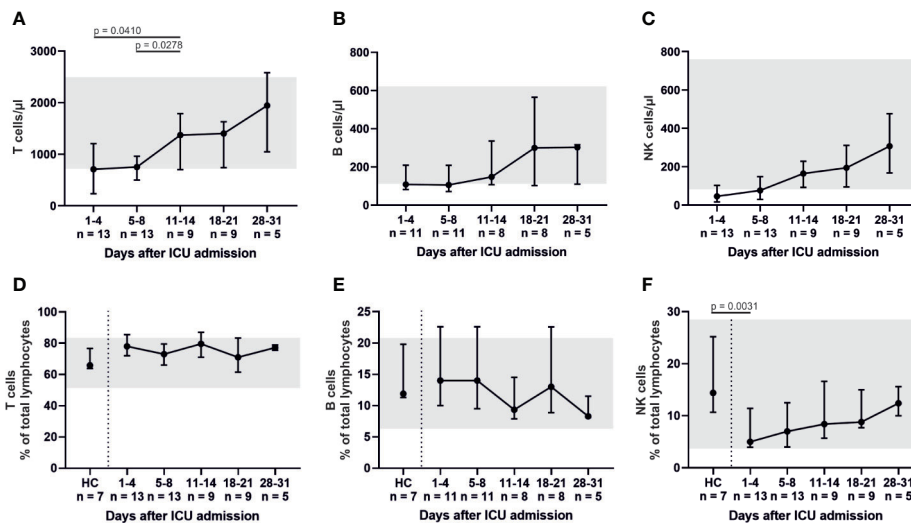 A
p = 0.0410
p = 0.0278
3000
2000
1000
0
T cells/µl
1-4 5-8 11-14 18-21 28-31
n = 13 n = 13 n = 9 n = 9 n = 5
Days after ICU admission
B
800
600
400
200
0
B cells/µl
1-4 5-8 11-14 18-21 28-31
n = 11 n = 11 n = 8 n = 8 n = 5
Days after ICU admission
C
800
600
400
200
0
NK cells/µl
1-4 5-8 11-14 18-21 28-31
n = 13 n = 13 n = 9 n = 9 n = 5
Days after ICU admission
D
100
80
60
40
20
0
T cells
% of total lymphocytes
HC 1-4 5-8 11-14 18-21 28-31
n = 7 n = 13 n = 13 n = 9 n = 9 n = 5
Days after ICU admission
E
25
20
15
10
5
0
B cells
% of total lymphocytes
HC 1-4 5-8 11-14 18-21 28-31
n = 7 n = 11 n = 11 n = 8 n = 8 n = 5
Days after ICU admission
F
p = 0.0031
30
20
10
0
NK cells
% of total lymphocytes
HC 1-4 5-8 11-14 18-21 28-31
n = 7 n = 13 n = 13 n = 9 n = 9 n = 5
Days after ICU admission